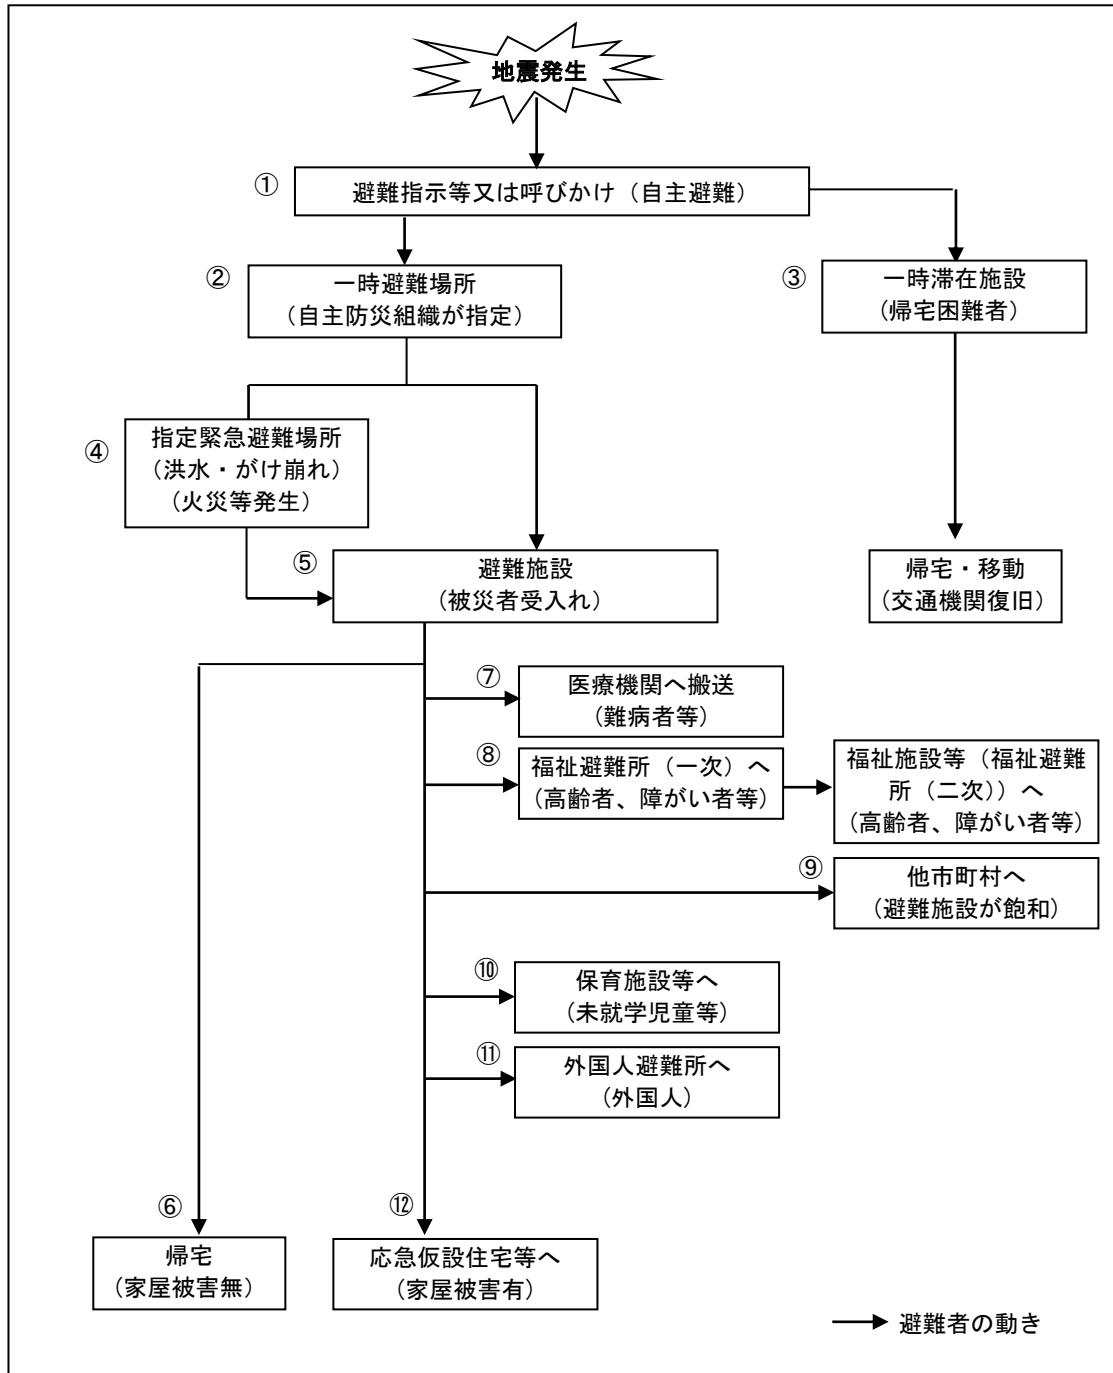 地震発生
①
避難指示等又は呼びかけ（自主避難）
②
一時避難場所
（自主防災組織が指定）
③
一時滞在施設
（帰宅困難者）
④
指定緊急避難場所
（洪水・がけ崩れ）
（火災等発生）
⑤
避難施設
（被災者受入れ）
帰宅・移動
（交通機関復旧）
⑦
医療機関へ搬送
（難病者等）
⑧
福祉避難所（一次）へ
（高齢者、障がい者等）
福祉施設等（福祉避難
所（二次））へ
（高齢者、障がい者等）
⑨
他市町村へ
（避難施設が飽和）
⑩
保育施設等へ
（未就学児童等）
⑪
外国人避難所へ
（外国人）
⑥
帰宅
（家屋被害無）
⑫
応急仮設住宅等へ
（家屋被害有）
避難者の動き